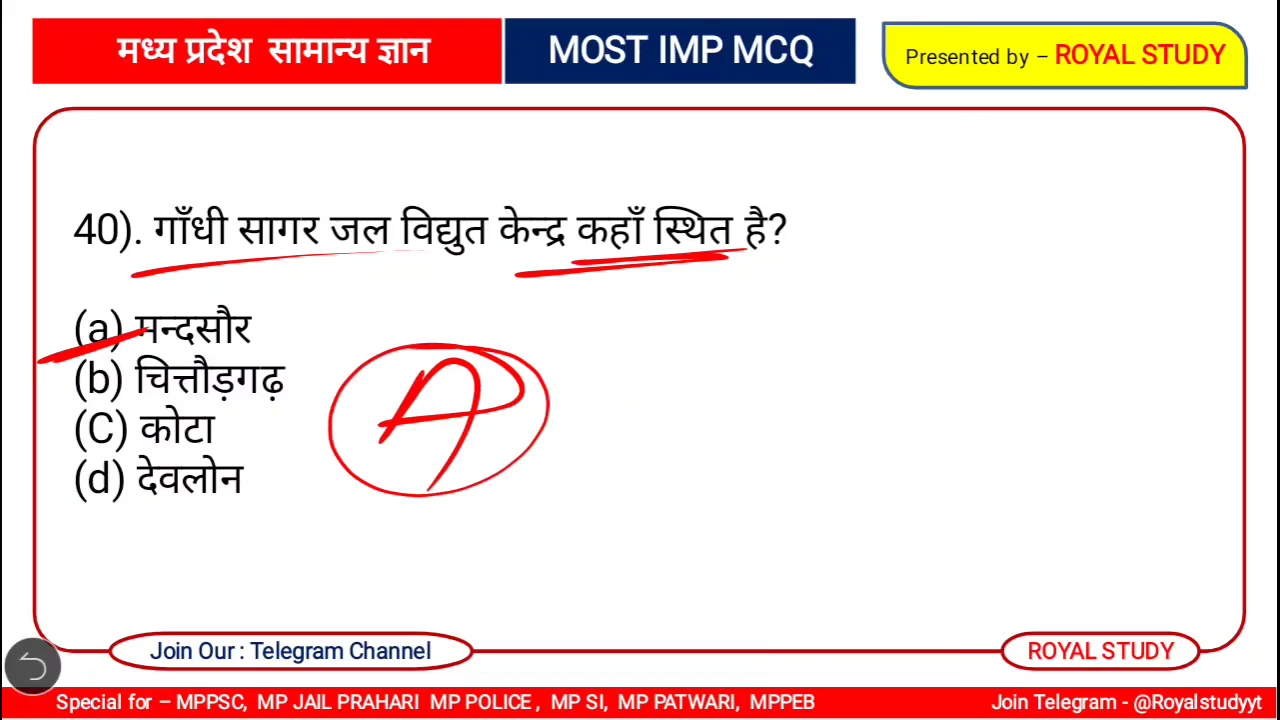 मध्य प्रदेश सामान्य ज्ञान
MOST IMP MCQ
Presented by – ROYAL STUDY
40). गाँधी सागर जल विद्युत केन्द्र कहाँ स्थित है?
(a) मन्दसौर
(b) चित्तौड़गढ़
(C) कोटा
(d) देवलोन
A
Join Our : Telegram Channel
ROYAL STUDY
Special for – MPPSC, MP JAIL PRAHARI MP POLICE , MP SI, MP PATWARI, MPPEB
Join Telegram - @Royalstudyyt